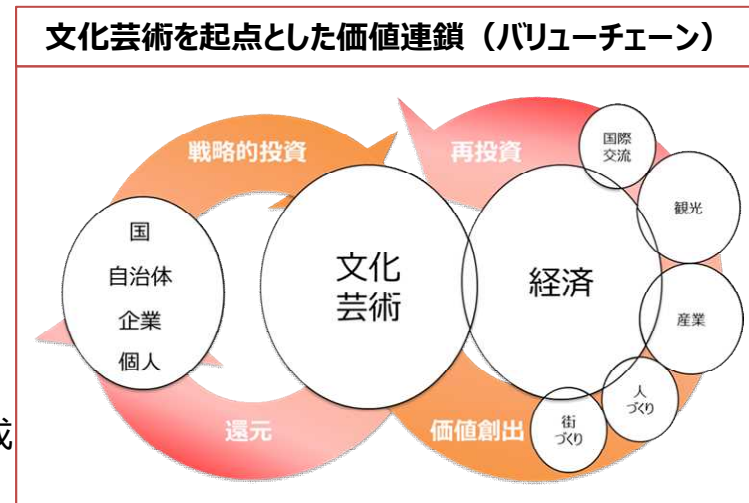 文化芸術を起点とした価値連鎖(バリューチェーン)
戦略的投資
再投資
国際
交流
観光
国
自治体
企業
個人
文化
芸術
経済
産業
人
づくり
街
づくり
還元
価値創出
成